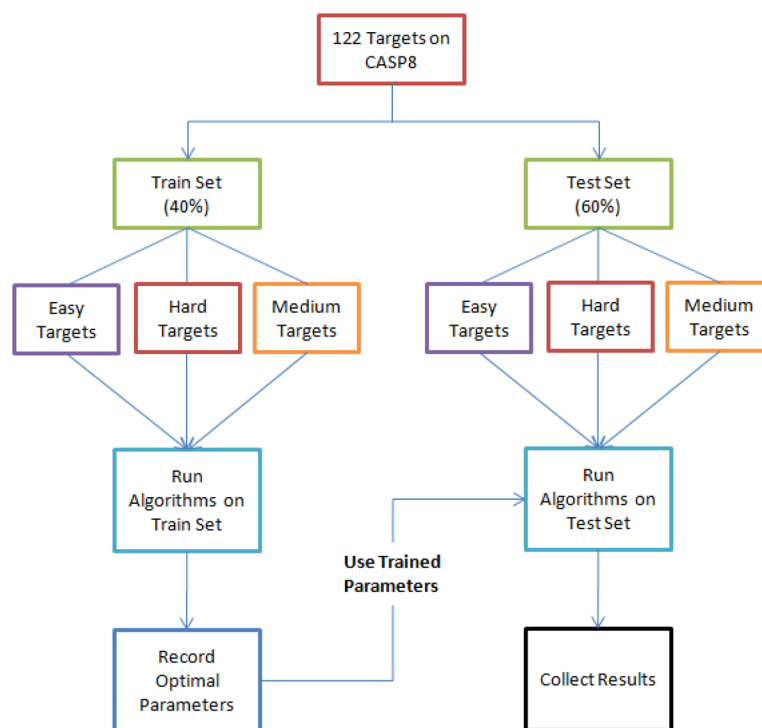 122 Targets on
CASP8
Train Set
(40%)
Test Set
(60%)
Easy
Targets
Hard
Targets
Medium
Targets
Easy
Targets
Hard
Targets
Medium
Targets
Run
Algorithms on
Train Set
Run
Algorithms on
Test Set
Use Trained
Parameters
Record
Optimal
Parameters
Collect Results